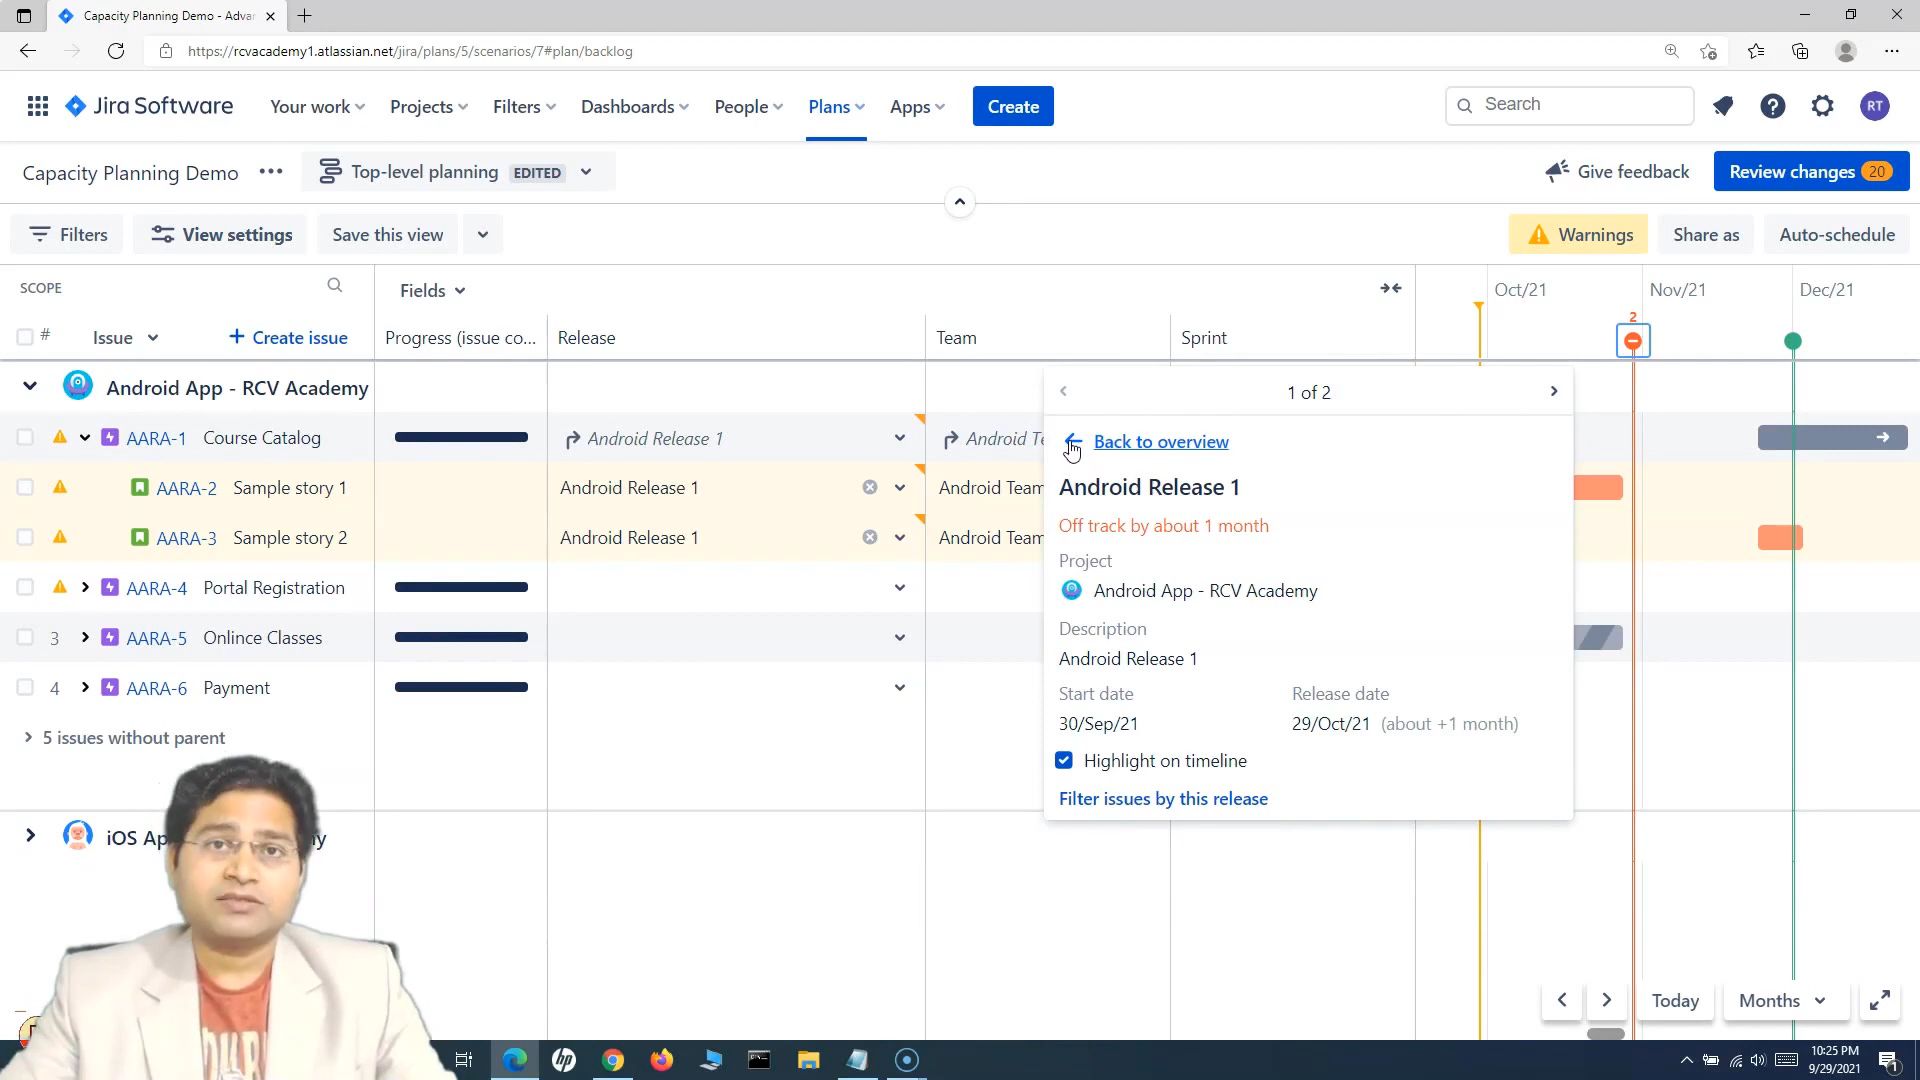 Capacity Planning Demo - Advan
https://rcvacademy1.atlassian.net/jira/plans/5/scenarios/7#plan/backlog
Jira Software
Your work
Projects
Filters
Dashboards
People
Plans
Apps
Create
Search
RT
Capacity Planning Demo
Top-level planning
EDITED
Give feedback
Review changes 20
Filters
View settings
Save this view
Warnings
Share as
Auto-schedule
SCOPE
Fields
Oct/21
Nov/21
Dec/21
#
Issue
+ Create issue
Progress (issue co...
Release
Team
Sprint
2
Android App - RCV Academy
1 of 2
AARA-1 Course Catalog
Android Release 1
Android Te
Back to overview
AARA-2 Sample story 1
Android Release 1
Android Team
Android Release 1
Off track by about 1 month
AARA-3 Sample story 2
Android Release 1
Android Team
Project
Android App - RCV Academy
AARA-4 Portal Registration
Description
3 AARA-5 Onlince Classes
Android Release 1
4 AARA-6 Payment
Start date
Release date
30/Sep/21
29/Oct/21 (about +1 month)
5 issues without parent
Highlight on timeline
Filter issues by this release
iOS Ap
my
Today
Months
hp
10:25 PM
9/29/2021
1